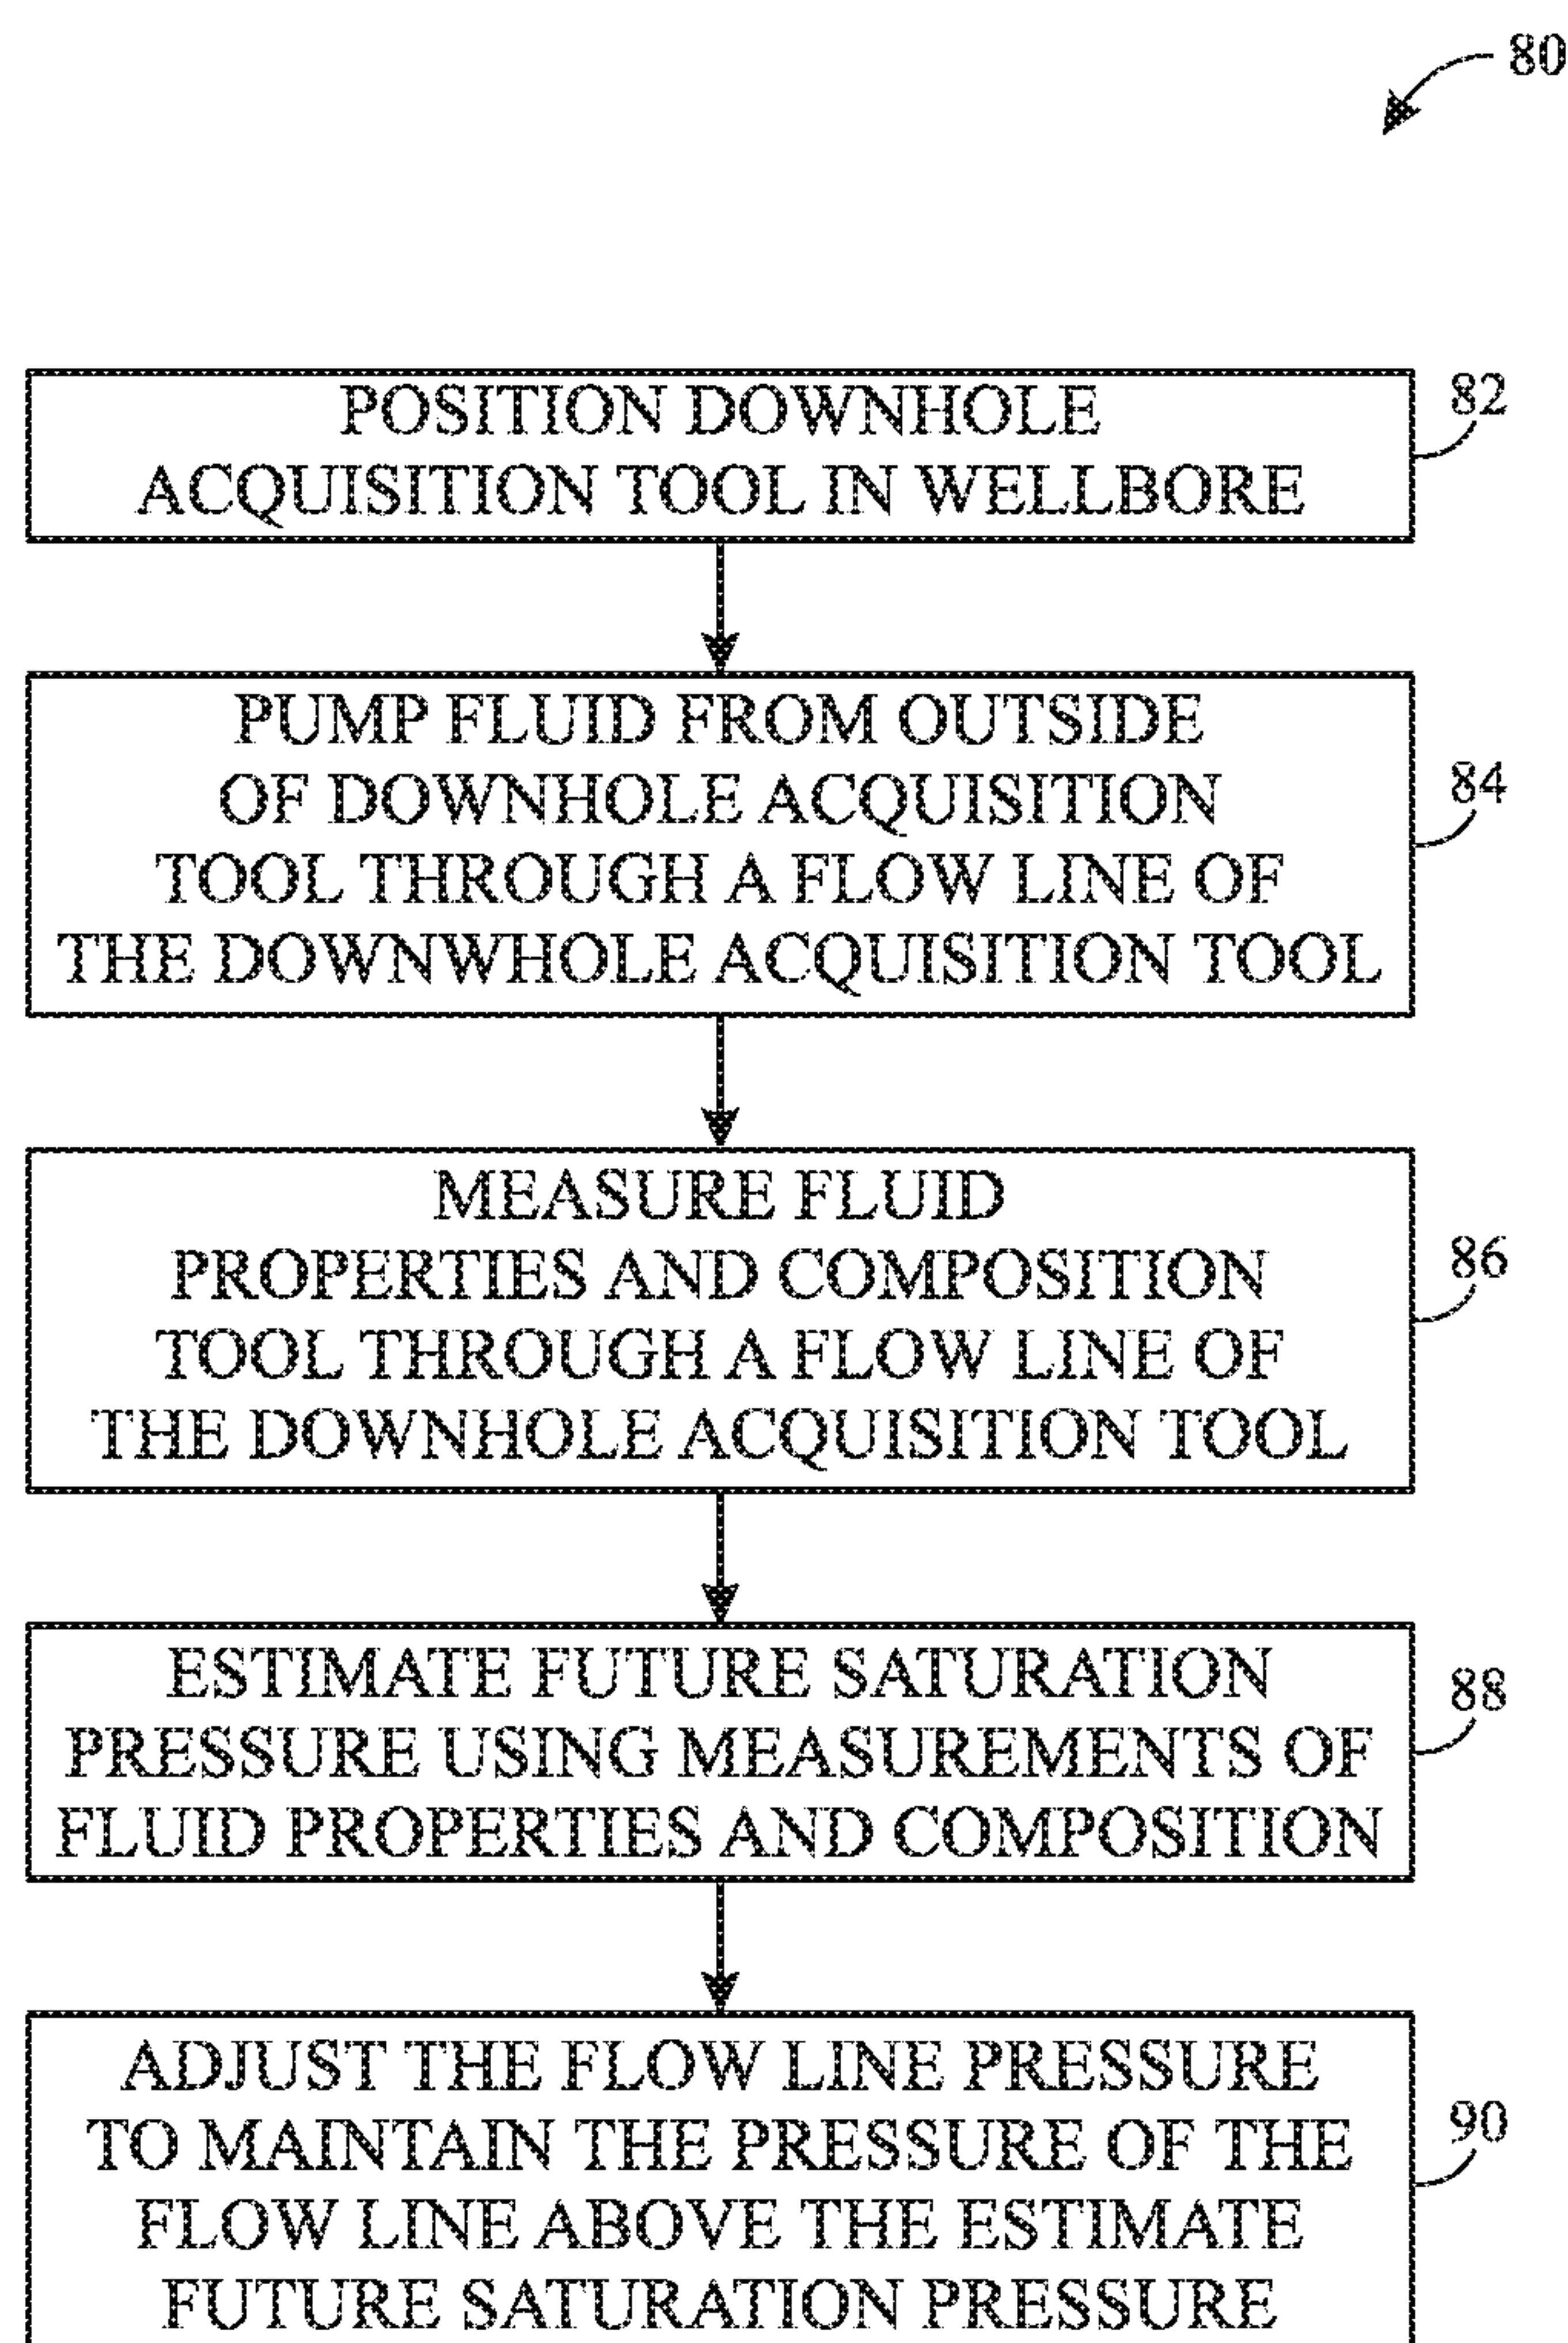 80
POSITION DOWNHOLE
ACQUISITION TOOL IN WELLBORE
82
PUMP FLUID FROM OUTSIDE
OF DOWNHOLE ACQUISITION
TOOL THROUGH A FLOW LINE OF
THE DOWNWHOLE ACQUISITION TOOL
84
MEASURE FLUID
PROPERTIES AND COMPOSITION
TOOL THROUGH A FLOW LINE OF
THE DOWNHOLE ACQUISITION TOOL
86
ESTIMATE FUTURE SATURATION
PRESSURE USING MEASUREMENTS OF
FLUID PROPERTIES AND COMPOSITION
88
ADJUST THE FLOW LINE PRESSURE
TO MAINTAIN THE PRESSURE OF THE
FLOW LINE ABOVE THE ESTIMATE
FUTURE SATURATION PRESSURE
90